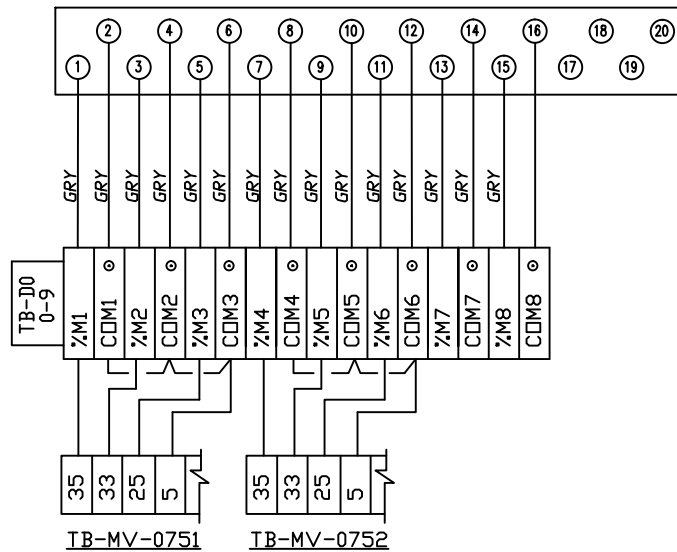 2 4 6 8 10 12 14 16 18 20
1 3 5 7 9 11 13 15 17 19
GRY GRY GRY GRY GRY GRY GRY GRY GRY GRY GRY GRY GRY GRY GRY
TB-DO
0-9
%M1 COM1 %M2 COM2 %M3 COM3 %M4 COM4 %M5 COM5 %M6 COM6 %M7 COM7 %M8 COM8
35 33 25 5 35 33 25 5
TB-MV-0751 TB-MV-0752